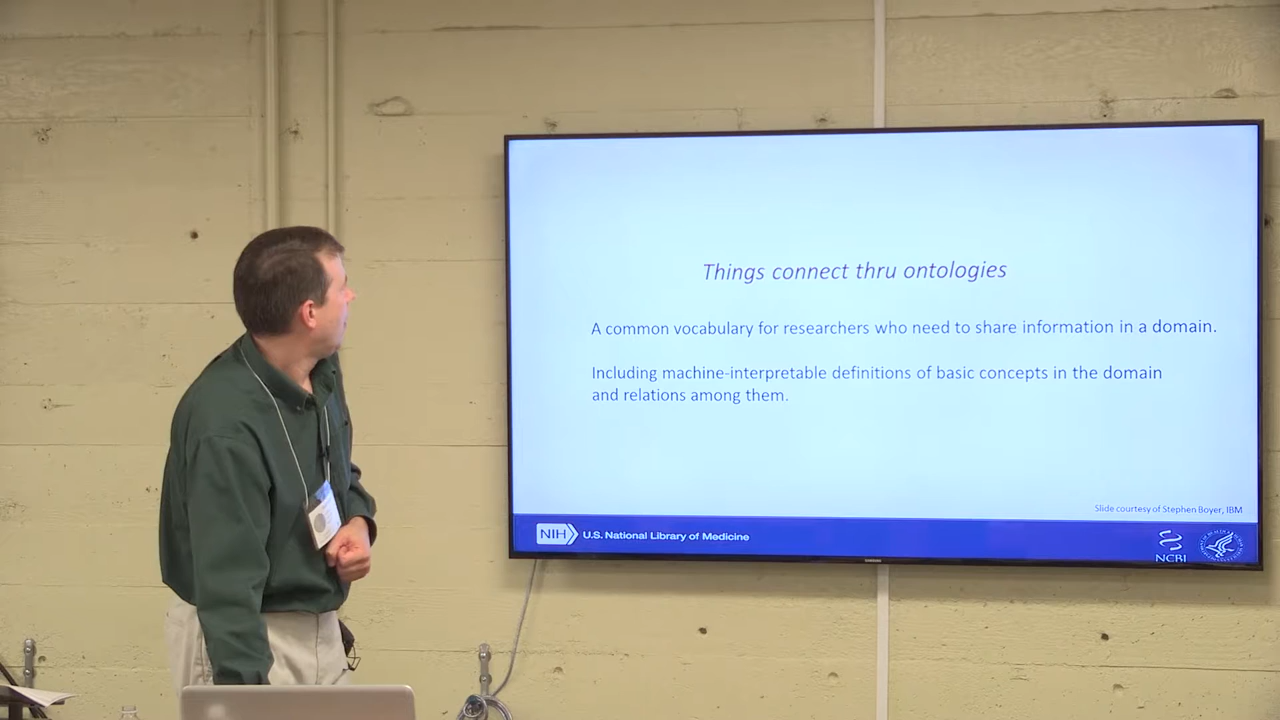 Things connect thru ontologies
A common vocabulary for researchers who need to share information in a domain.
Including machine-interpretable definitions of basic concepts in the domain
and relations among them.
Slide courtesy of Stephen Boyer, IBM
NIH U.S. National Library of Medicine
NCBI